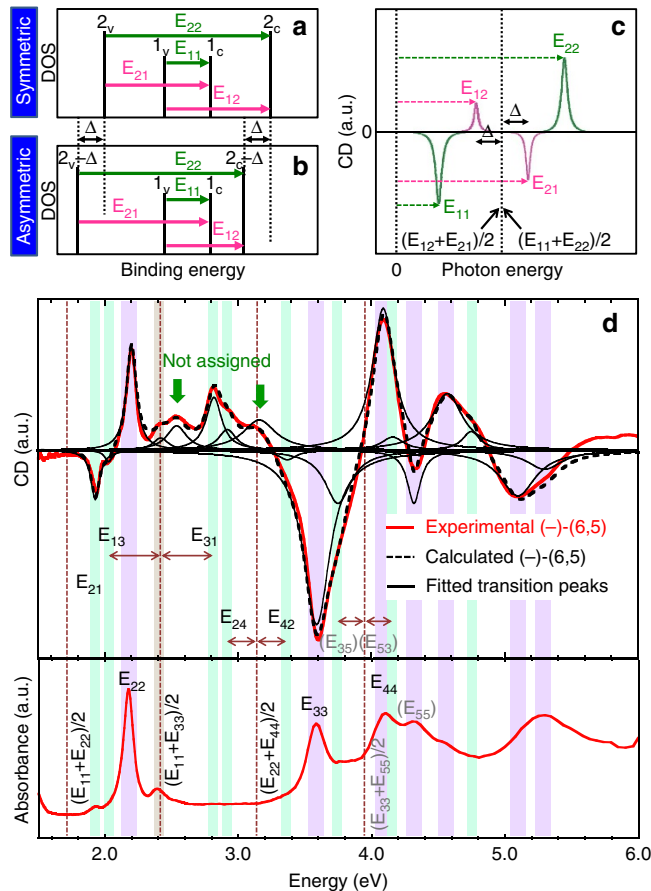 Symmetric
DOS
2v
E22
2c
a
1v
1c
E11
E21
E12
Δ
Δ
Asymmetric
DOS
2v–Δ
2c–Δ
b
E22
1v
1c
E11
E21
E12
Binding energy
c
CD (a.u.)
E22
E12
Δ
0
Δ
E21
E11
(E12+E21)/2
(E11+E22)/2
0
Photon energy
d
Not assigned
CD (a.u.)
E13
E31
E21
E24
E42
(E35)
(E53)
Experimental (–)-(6,5)
Calculated (–)-(6,5)
Fitted transition peaks
Absorbance (a.u.)
(E11+E22)/2
E22
(E11+E33)/2
(E22+E44)/2
E33
E44
(E55)
(E33+E55)/2
2.0
3.0
4.0
5.0
6.0
Energy (eV)